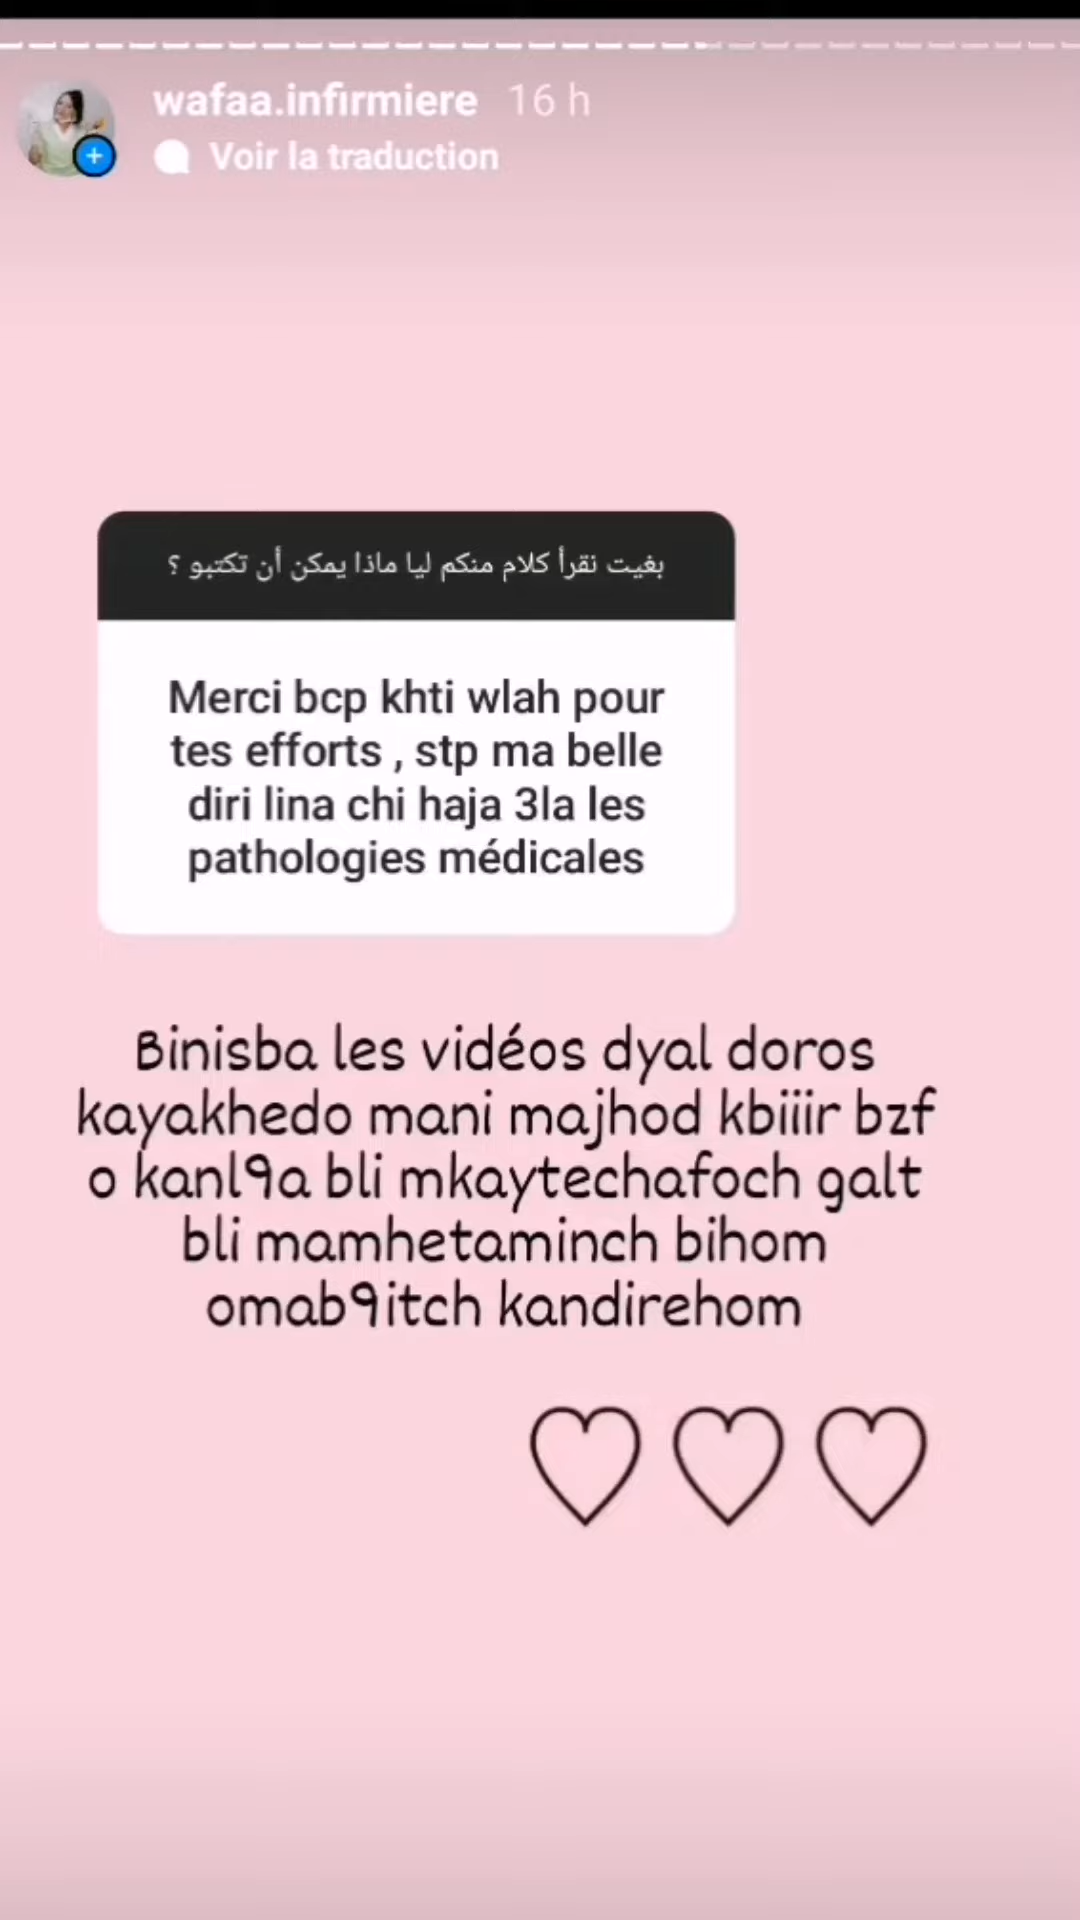 wafaa.infirmiere 16 h
Voir la traduction
بغيت نقرأ كلام منكم ليا ماذا يمكن أن تكتبو ؟
Merci bcp khti wlah pour
tes efforts , stp ma belle
diri lina chi haja 3la les
pathologies médicales
Binisba les vidéos dyal doros
kayakhedo mani majhod kbiiir bzf
o kanl9a bli mkaytechafoch galt
bli mamhetaminch bihom
omab9itch kandirehom